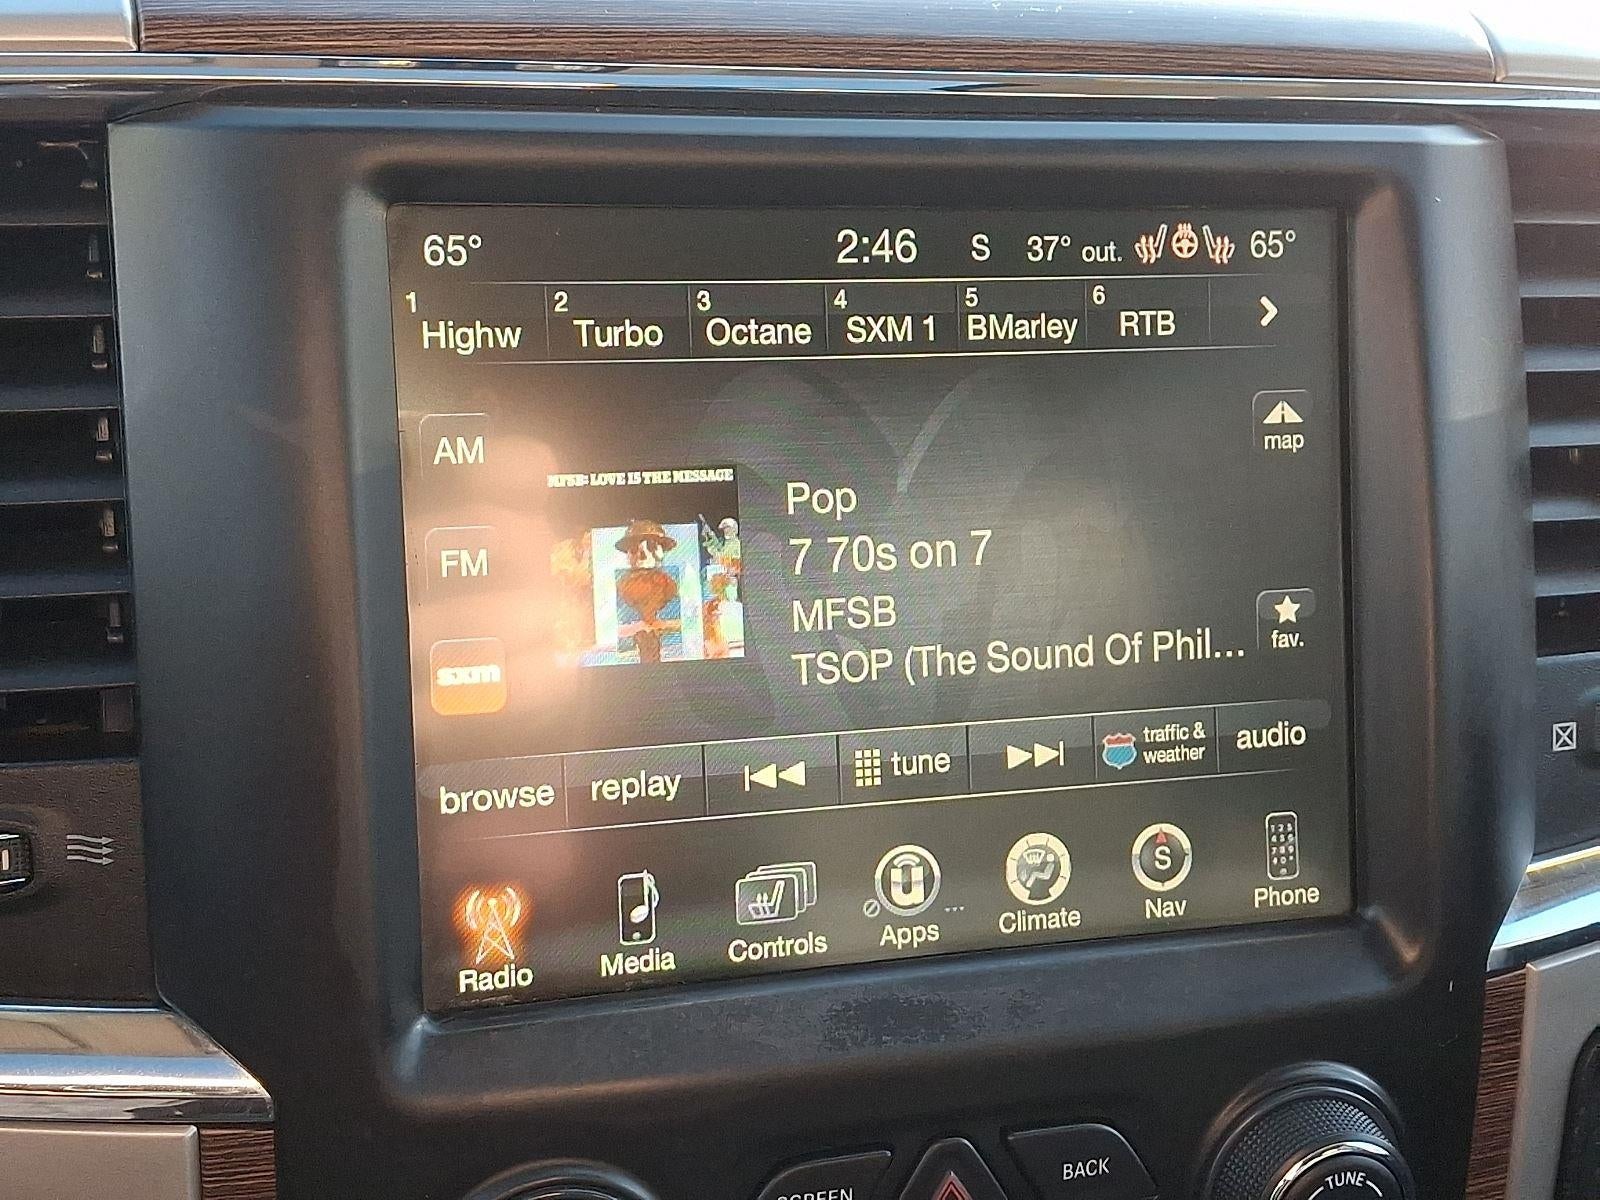 65° 2:46 S 37° out. 65°
1 Highw 2 Turbo 3 Octane 4 SXM 1 5 BMarley 6 RTB
AM
map
MFSB: LOVE IS THE MESSAGE
Pop
FM
7 70s on 7
MFSB
fav.
TSOP (The Sound Of Phil...
sxm
browse replay tune traffic & weather audio
Radio Media Controls Apps Climate Nav Phone
S
SCREEN BACK TUNE